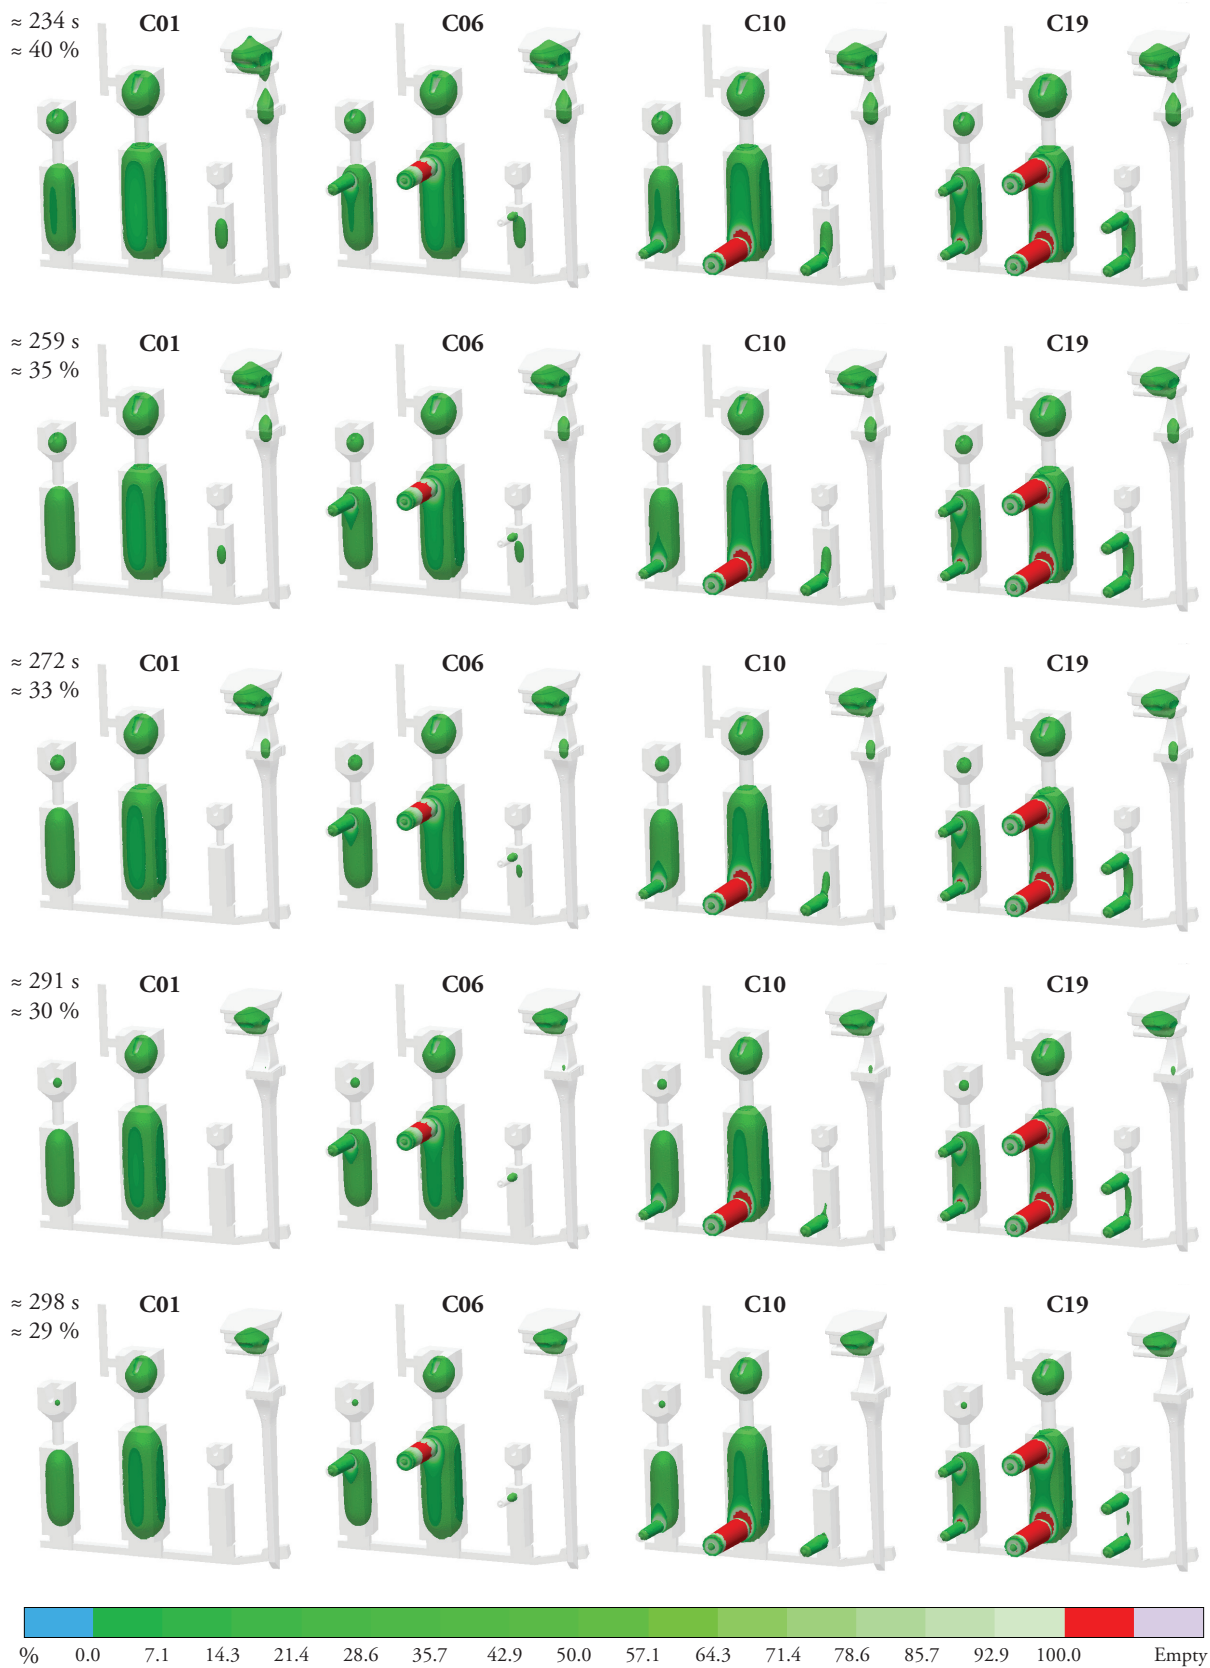 ≈ 234 s C01 C06 C10 C19
≈ 40 %
≈ 259 s C01 C06 C10 C19
≈ 35 %
≈ 272 s C01 C06 C10 C19
≈ 33 %
≈ 291 s C01 C06 C10 C19
≈ 30 %
≈ 298 s C01 C06 C10 C19
≈ 29 %
% 0.0 7.1 14.3 21.4 28.6 35.7 42.9 50.0 57.1 64.3 71.4 78.6 85.7 92.9 100.0 Empty